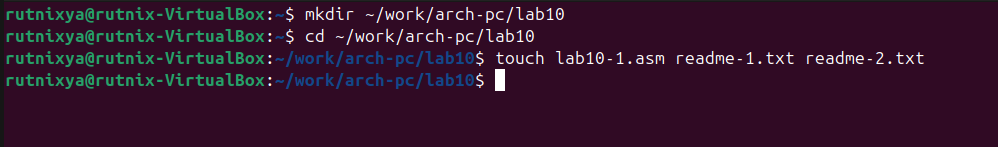 rutnixya@rutnix-VirtualBox:~$ mkdir ~/work/arch-pc/lab10
rutnixya@rutnix-VirtualBox:~$ cd ~/work/arch-pc/lab10
rutnixya@rutnix-VirtualBox:~/work/arch-pc/lab10$ touch lab10-1.asm readme-1.txt readme-2.txt
rutnixya@rutnix-VirtualBox:~/work/arch-pc/lab10$